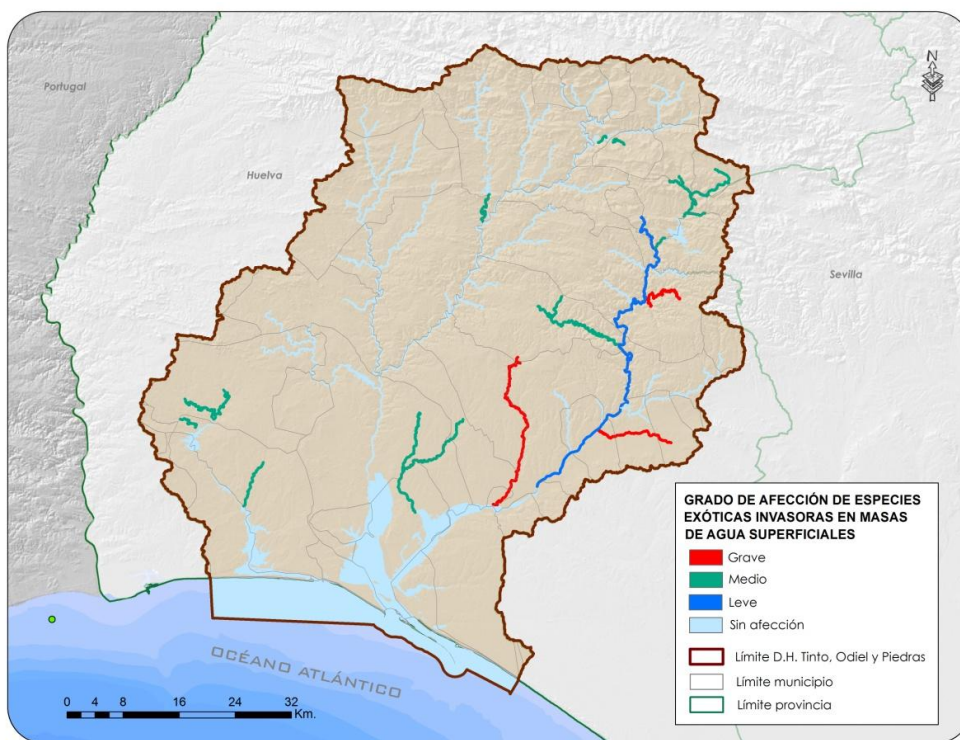 Portugal
N
Huelva
Sevilla
GRADO DE AFECCIÓN DE ESPECIES
EXÓTICAS INVASORAS EN MASAS
DE AGUA SUPERFICIALES
Grave
Medio
Leve
Sin afección
Límite D.H. Tinto, Odiel y Piedras
Límite municipio
Límite provincia
OCÉANO ATLÁNTICO
0 4 8 16 24 32
Km.